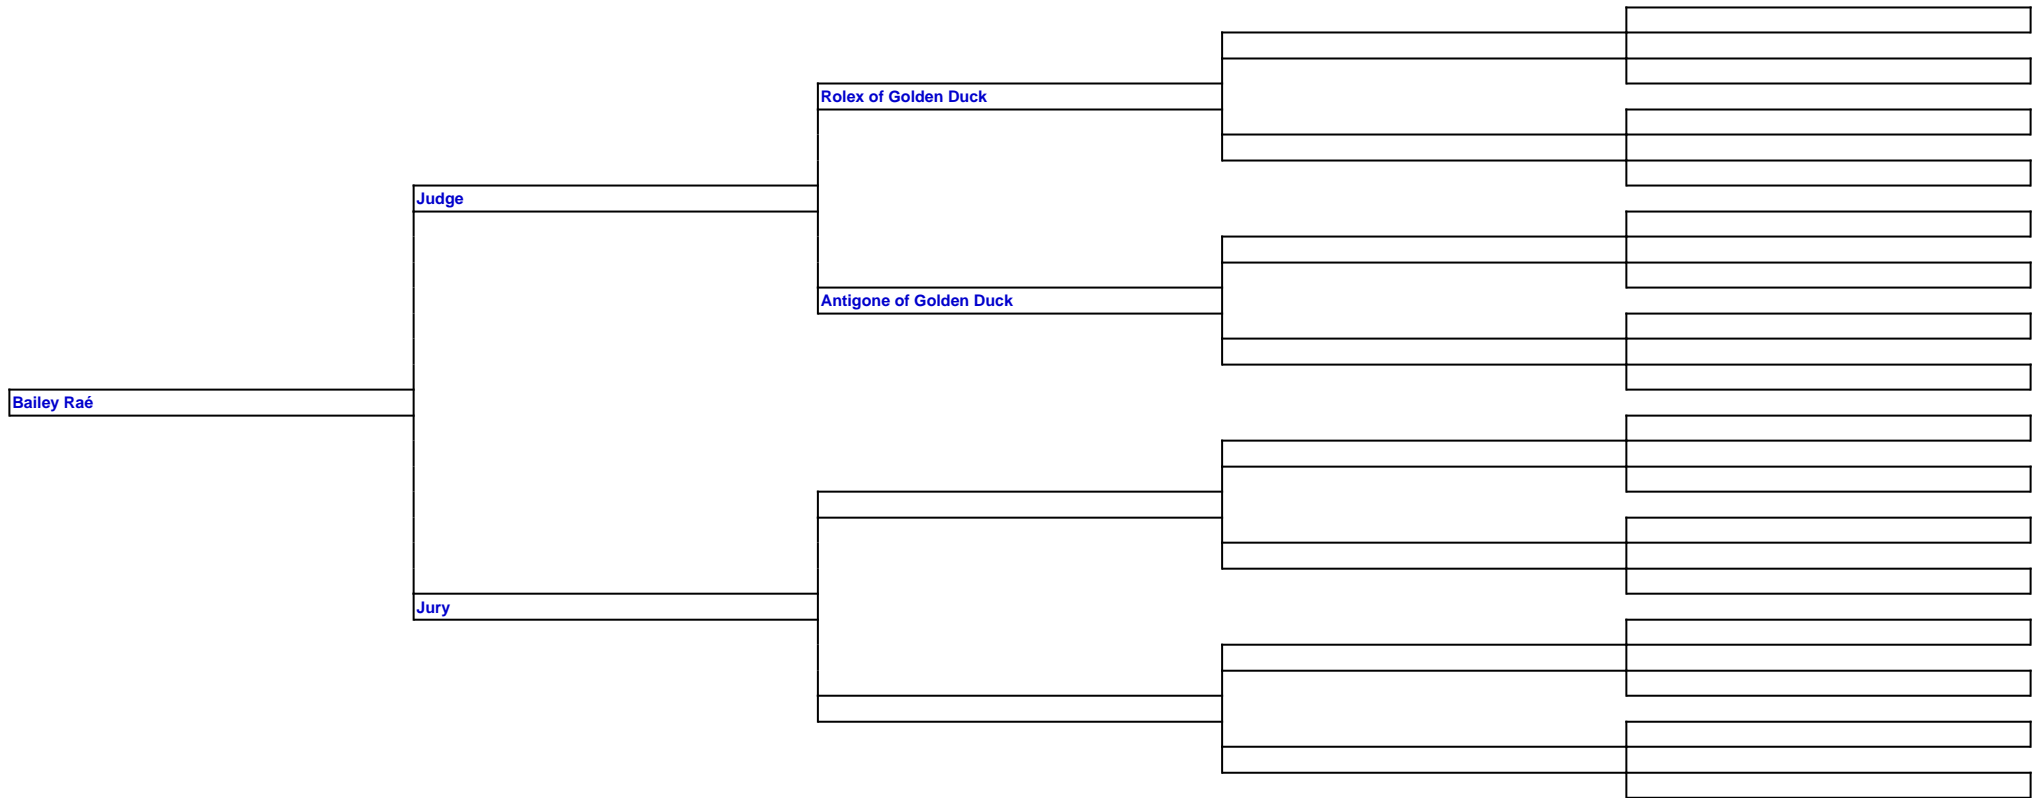 Rolex of Golden Duck
Judge
Antigone of Golden Duck
Bailey Raé
Jury